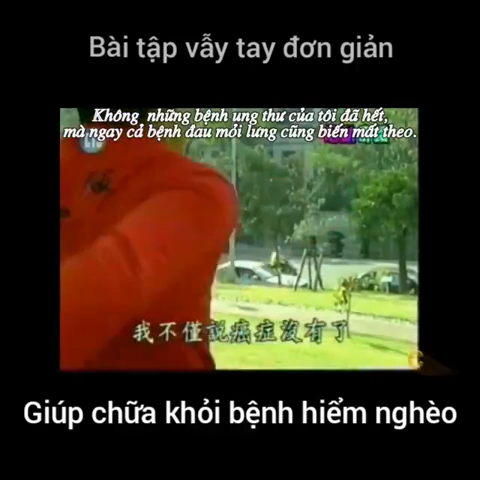 Bài tập vẫy tay đơn giản
Không những bệnh ung thư của tôi đã hết,
mà ngay cả bệnh đau mỏi lưng cũng biến mất theo.
我不僅說癌症沒有了
Giúp chữa khỏi bệnh hiểm nghèo